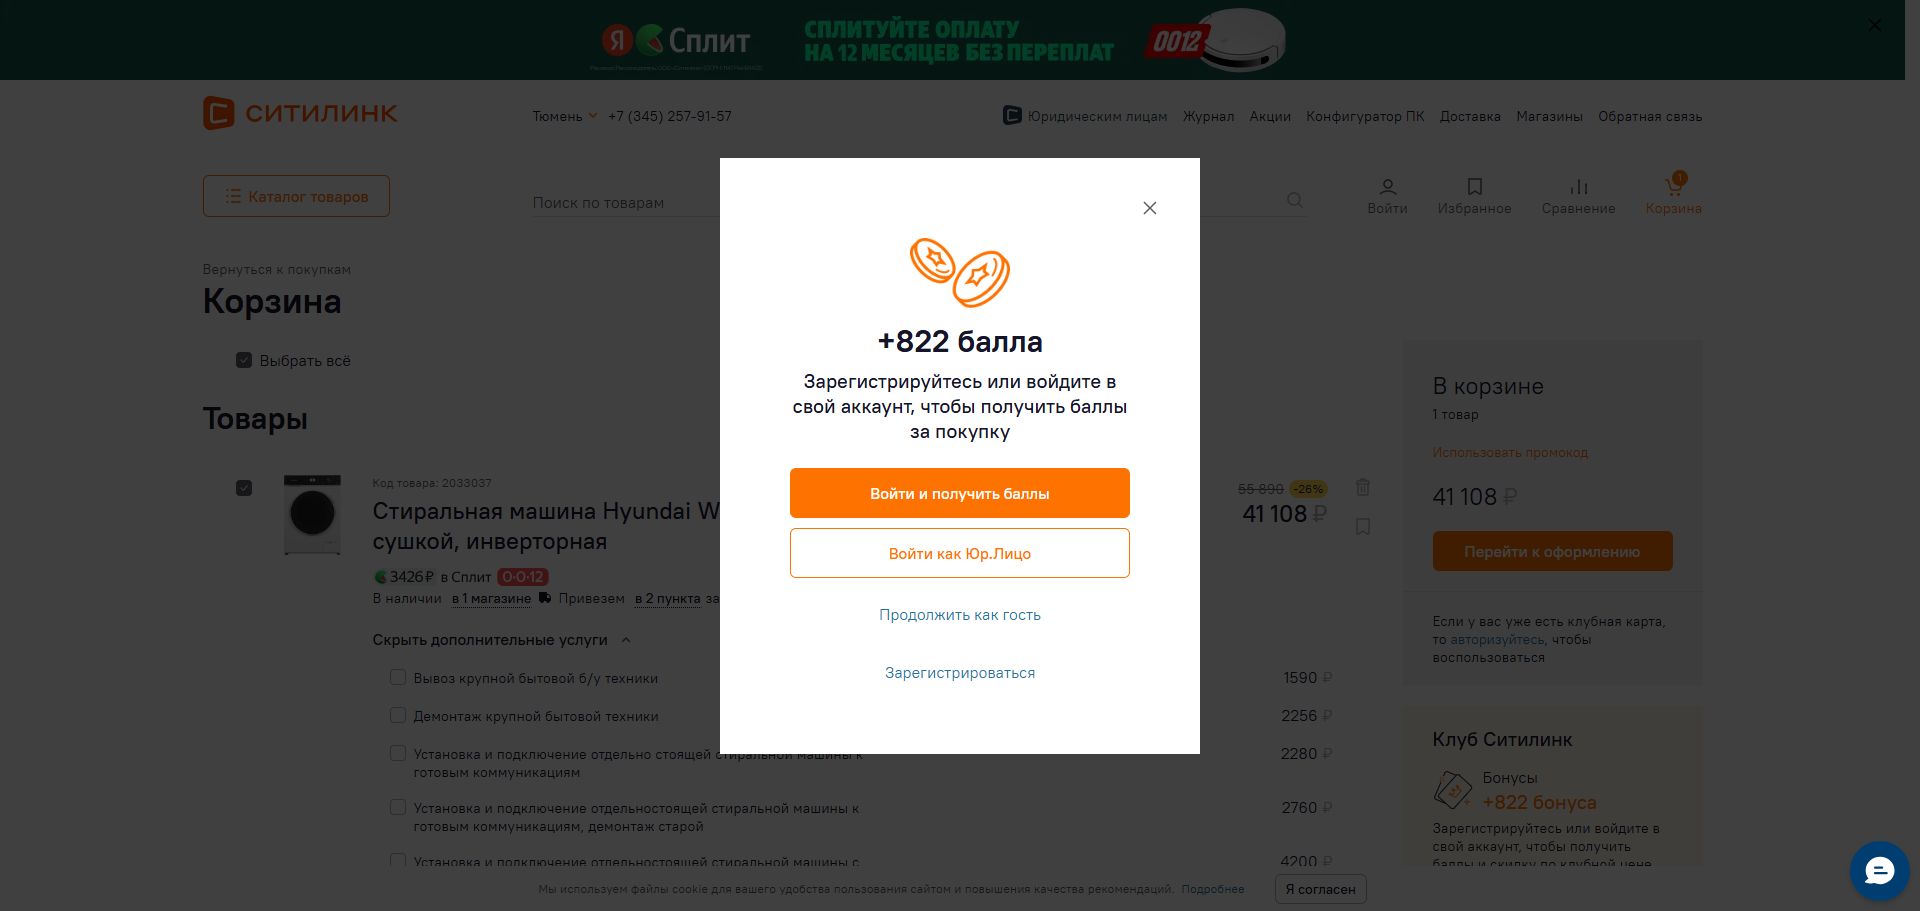 Я Сплит
СПЛИТУЙТЕ ОПЛАТУ
НА 12 МЕСЯЦЕВ БЕЗ ПЕРЕПЛАТ
0012
СИТИЛИНК
Тюмень
+7 (345) 257-91-57
Юридическим лицам
Журнал
Акции
Конфигуратор ПК
Доставка
Магазины
Обратная связь
Каталог товаров
Поиск по товарам
Войти
Избранное
Сравнение
1
Корзина
Вернуться к покупкам
Корзина
Выбрать всё
Товары
Код товара: 2033037
Стиральная машина Hyundai W
сушкой, инверторная
3426 ₽ в Сплит 0·0·12
В наличии в 1 магазине Привезем в 2 пункта за
55 890 -26%
41 108 ₽
Скрыть дополнительные услуги
Вывоз крупной бытовой б/у техники
1590 ₽
Демонтаж крупной бытовой техники
2256 ₽
Установка и подключение отдельно стоящей стиральной машины к
готовым коммуникациям
2280 ₽
Установка и подключение отдельностоящей стиральной машины к
готовым коммуникациям, демонтаж старой
2760 ₽
Установка и подключение отдельностоящей стиральной машины с
4200 ₽
+822 балла
Зарегистрируйтесь или войдите в
свой аккаунт, чтобы получить баллы
за покупку
Войти и получить баллы
Войти как Юр.Лицо
Продолжить как гость
Зарегистрироваться
В корзине
1 товар
Использовать промокод
41 108 ₽
Перейти к оформлению
Если у вас уже есть клубная карта,
то авторизуйтесь, чтобы
воспользоваться
Клуб Ситилинк
Бонусы
+822 бонуса
Зарегистрируйтесь или войдите в
свой аккаунт, чтобы получить
баллы и скидку по клубной цене
Мы используем файлы cookie для вашего удобства пользования сайтом и повышения качества рекомендаций. Подробнее
Я согласен